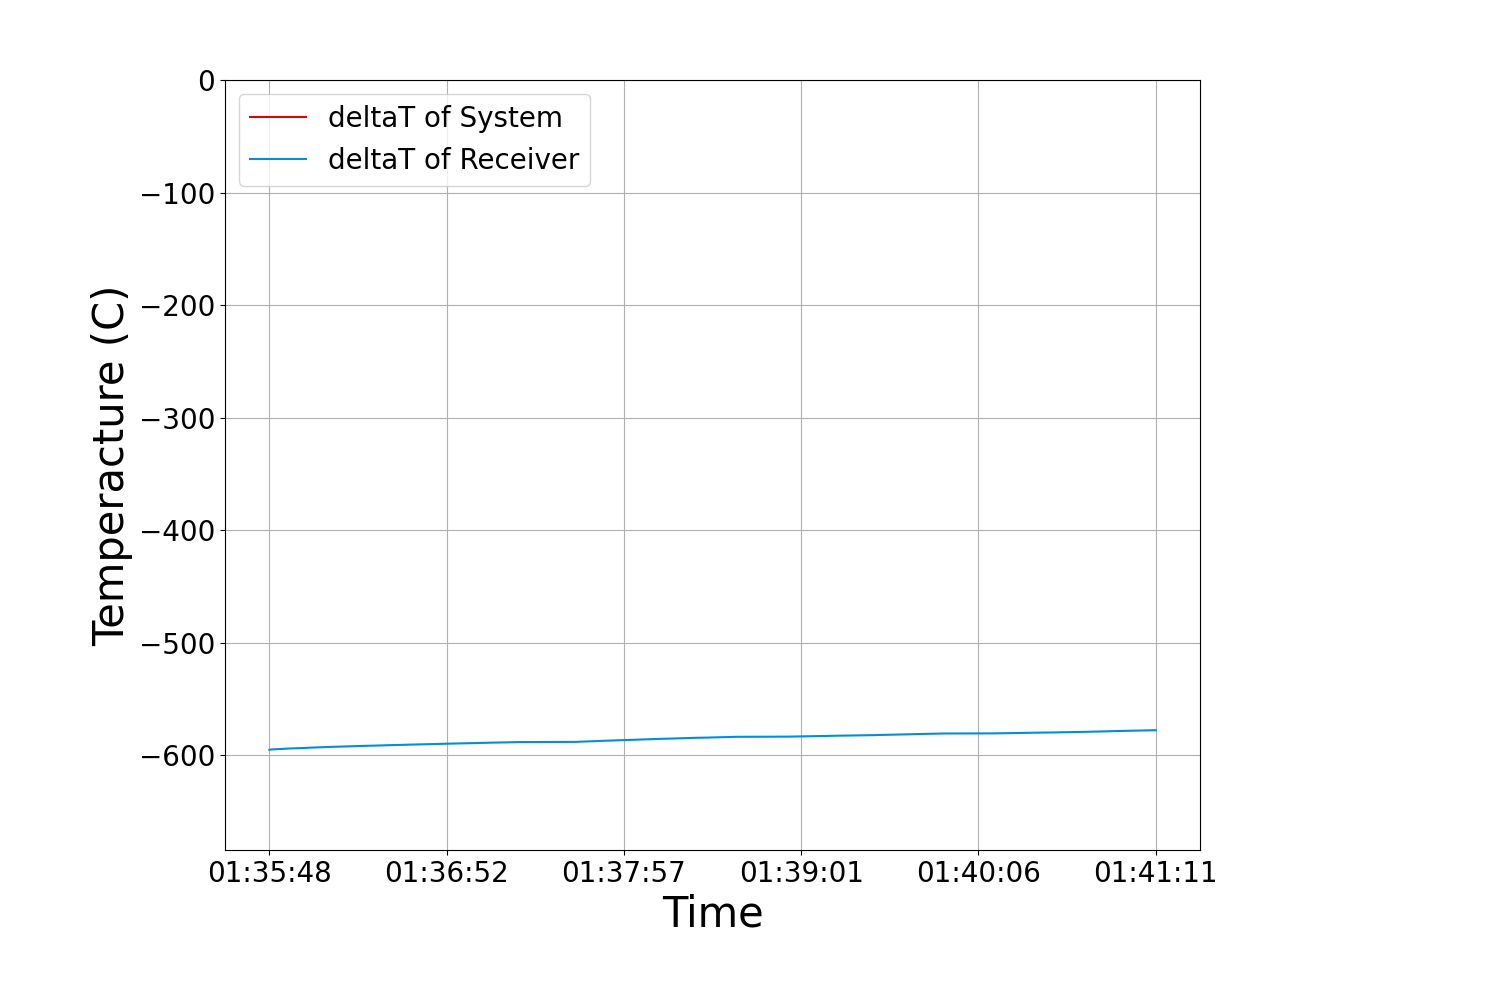 deltaT of System
deltaT of Receiver
0
−100
−200
−300
−400
−500
−600
Temperacture (C)
01:35:48 01:36:52 01:37:57 01:39:01 01:40:06 01:41:11
Time